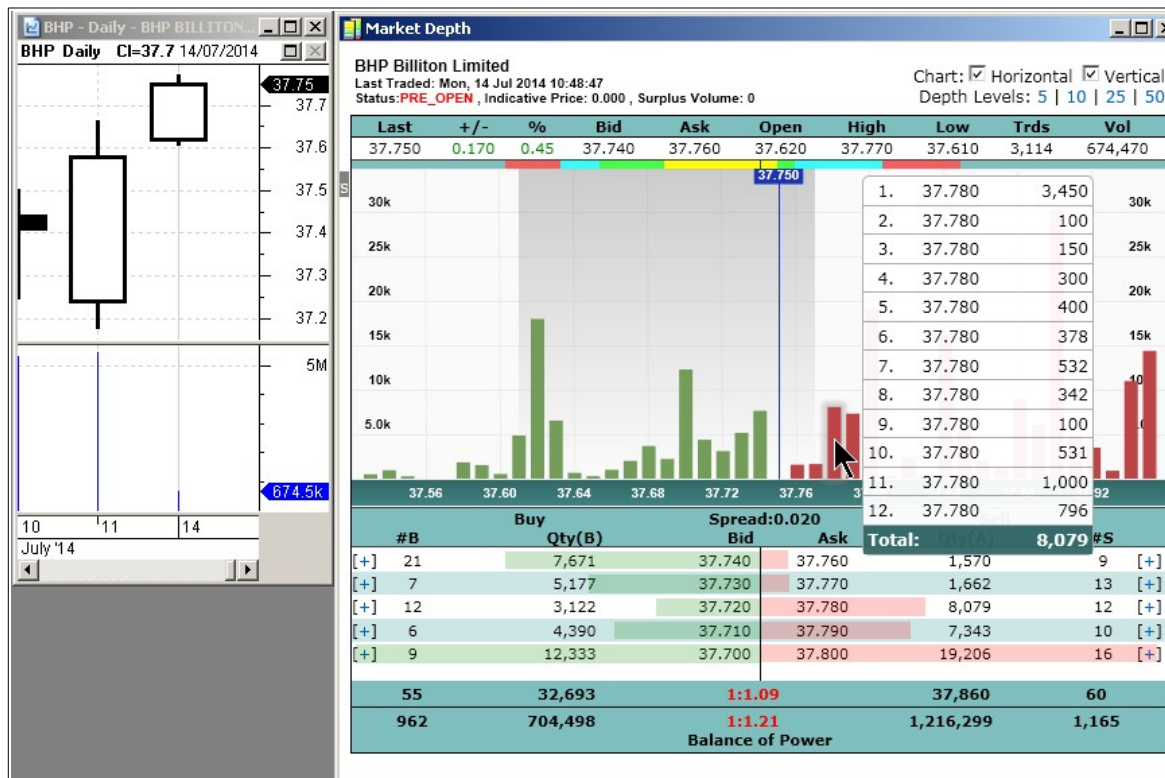 BHP - Daily - BHP BILLITON...
BHP Daily Cl=37.7 14/07/2014
37.75
37.7
37.6
37.5
37.4
37.3
37.2
5M
674.5k
10 11 14
July '14
Market Depth
BHP Billiton Limited
Last Traded: Mon, 14 Jul 2014 10:48:47
Status:PRE_OPEN , Indicative Price: 0.000 , Surplus Volume: 0
Chart: Horizontal Vertical
Depth Levels: 5 | 10 | 25 | 50
Last +/- % Bid Ask Open High Low Trds Vol
37.750 0.170 0.45 37.740 37.760 37.620 37.770 37.610 3,114 674,470
S
37.750
30k 30k
25k 25k
20k 20k
15k 15k
10k 10k
5.0k 5.0k
37.56 37.60 37.64 37.68 37.72 37.76
1. 37.780 3,450
2. 37.780 100
3. 37.780 150
4. 37.780 300
5. 37.780 400
6. 37.780 378
7. 37.780 532
8. 37.780 342
9. 37.780 100
10. 37.780 531
11. 37.780 1,000
12. 37.780 796
Total: 8,079
Buy Spread:0.020
#B Qty(B) Bid Ask Qty(A) #S
[+] 21 7,671 37.740 37.760 1,570 9 [+]
[+] 7 5,177 37.730 37.770 1,662 13 [+]
[+] 12 3,122 37.720 37.780 8,079 12 [+]
[+] 6 4,390 37.710 37.790 7,343 10 [+]
[+] 9 12,333 37.700 37.800 19,206 16 [+]
55 32,693 1:1.09 37,860 60
962 704,498 1:1.21 1,216,299 1,165
Balance of Power